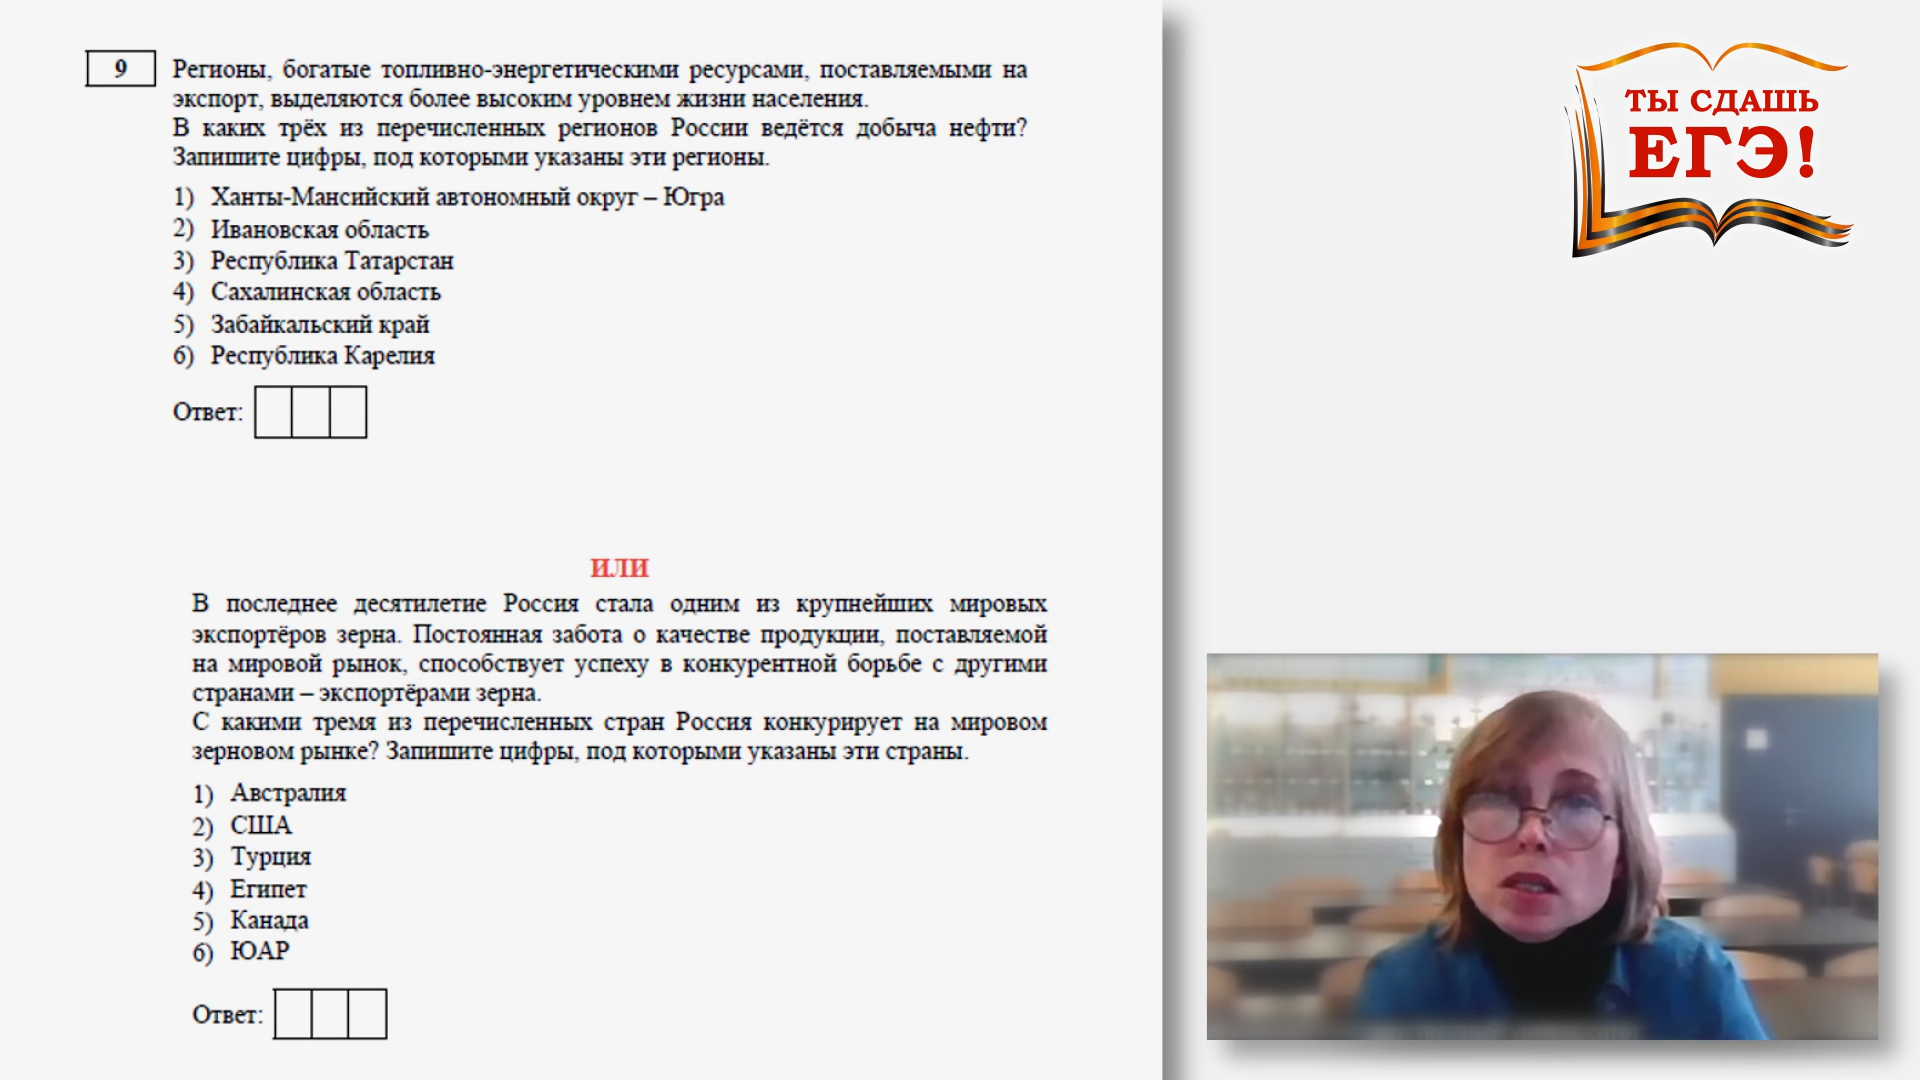 9
Регионы, богатые топливно-энергетическими ресурсами, поставляемыми на
экспорт, выделяются более высоким уровнем жизни населения.
В каких трёх из перечисленных регионов России ведётся добыча нефти?
Запишите цифры, под которыми указаны эти регионы.
1) Ханты-Мансийский автономный округ – Югра
2) Ивановская область
3) Республика Татарстан
4) Сахалинская область
5) Забайкальский край
6) Республика Карелия
Ответ:
ИЛИ
В последнее десятилетие Россия стала одним из крупнейших мировых
экспортёров зерна. Постоянная забота о качестве продукции, поставляемой
на мировой рынок, способствует успеху в конкурентной борьбе с другими
странами – экспортёрами зерна.
С какими тремя из перечисленных стран Россия конкурирует на мировом
зерновом рынке? Запишите цифры, под которыми указаны эти страны.
1) Австралия
2) США
3) Турция
4) Египет
5) Канада
6) ЮАР
Ответ:
ТЫ СДАШЬ
ЕГЭ!